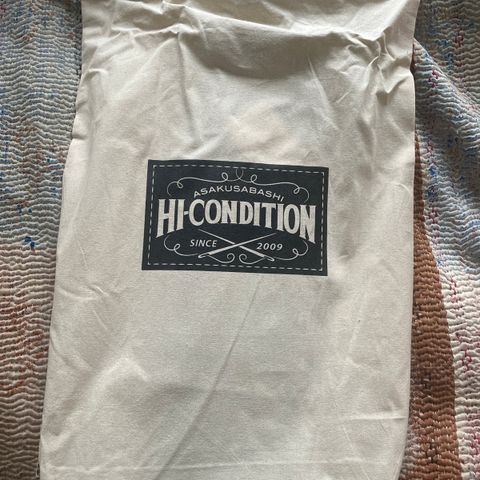 ASAKUSABASHI
HI-CONDITION
SINCE 2009